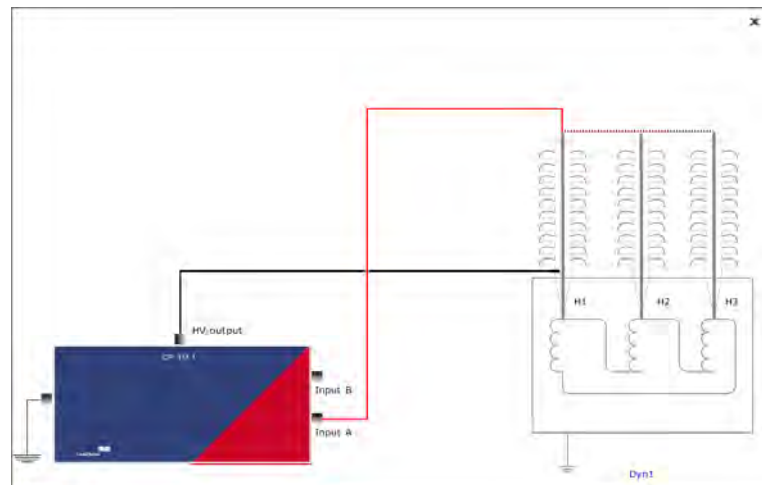 H1
H2
H3
HV output
Input B
Input A
Dyn1